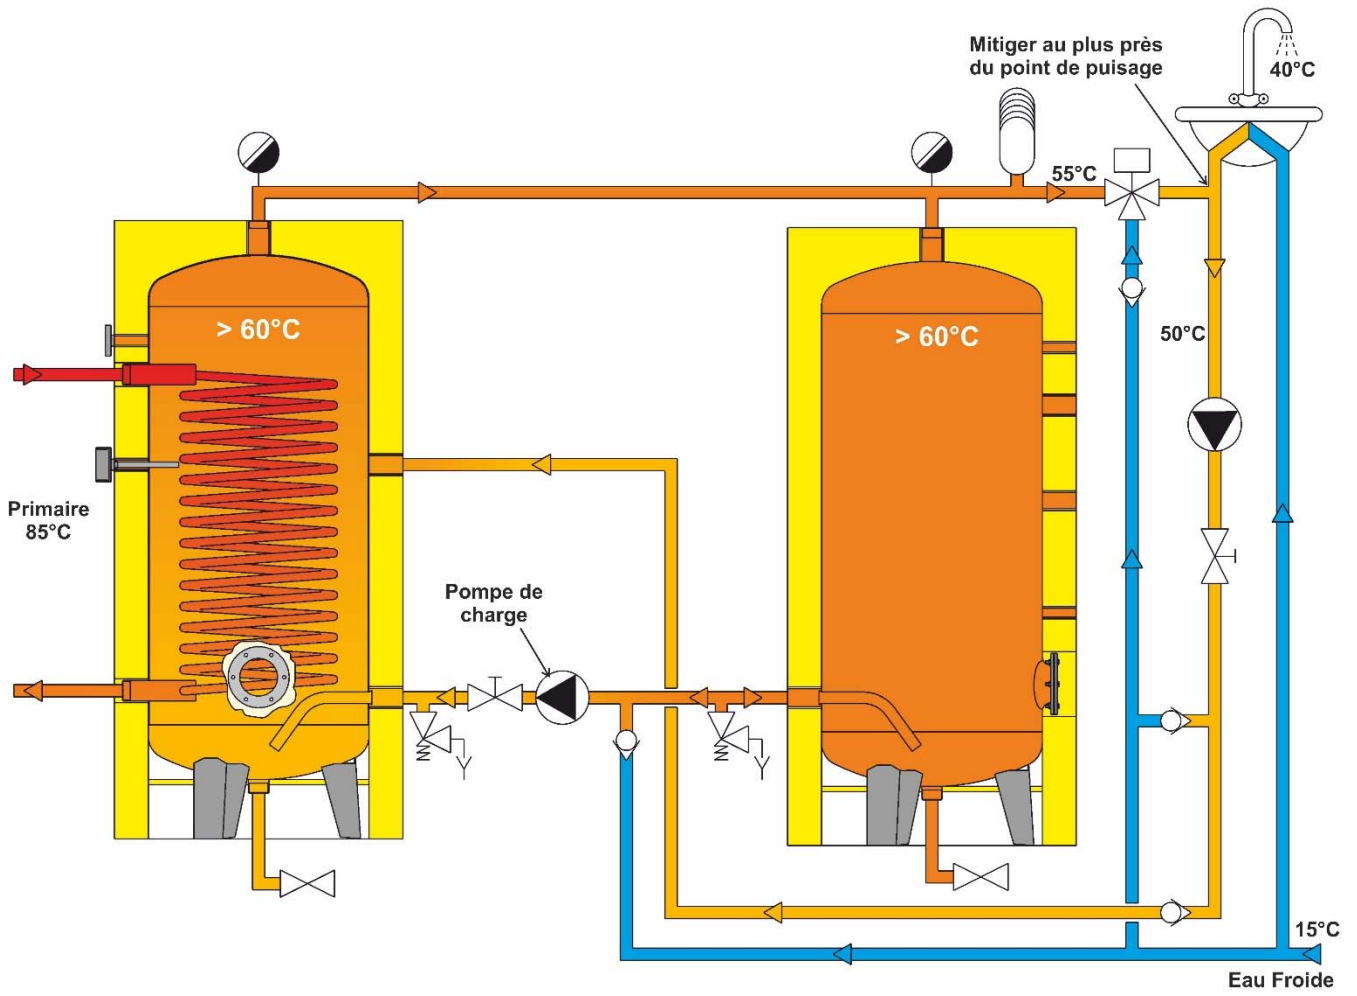 Mitiger au plus près
du point de puisage
40°C
55°C
> 60°C
> 60°C
50°C
Primaire
85°C
Pompe de
charge
15°C
Eau Froide